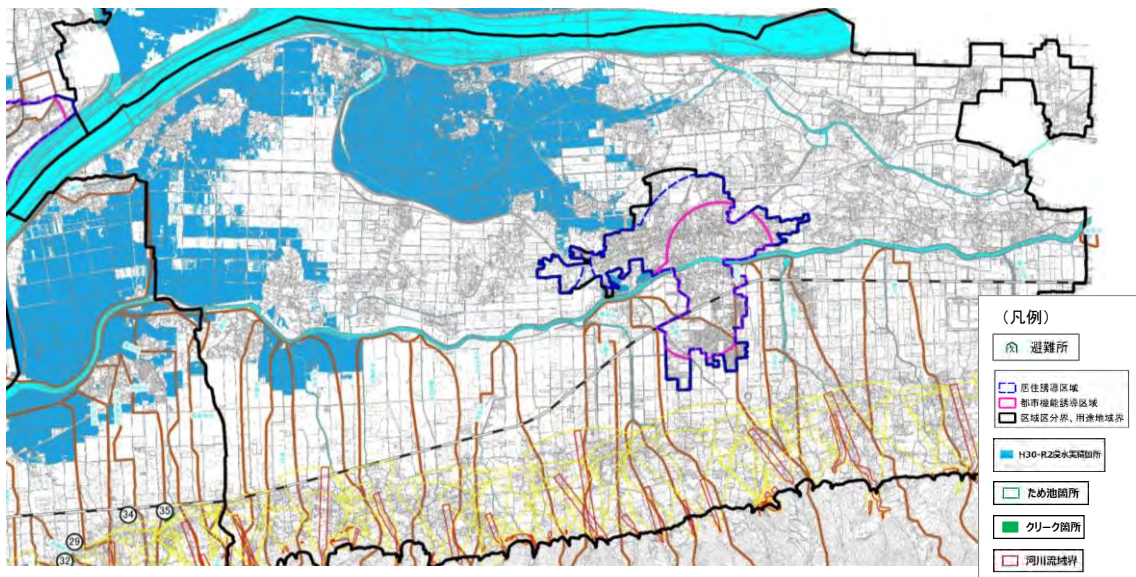 34
35
29
32
（凡例）
避難所
居住誘導区域
都市機能誘導区域
区域区分界、用途地域界
H30-R2浸水実績箇所
ため池箇所
クリーク箇所
河川流域界